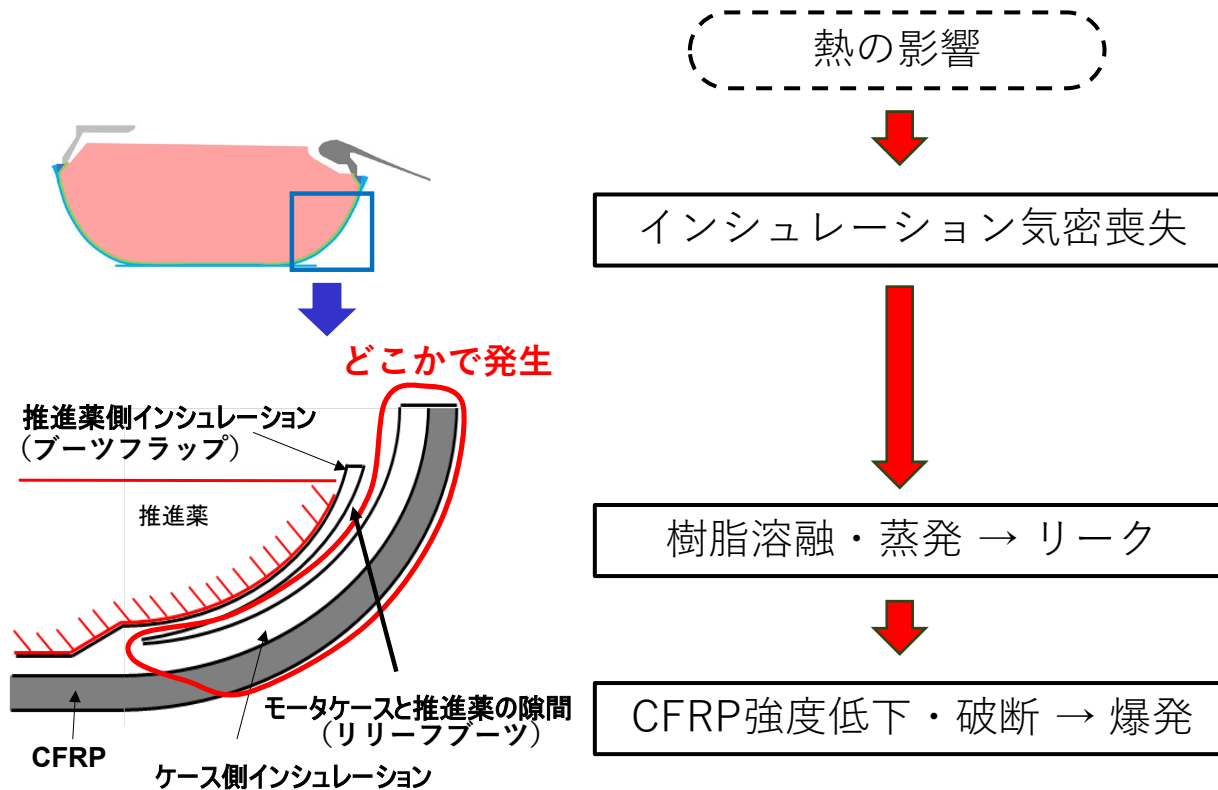 熱の影響
インシュレーション気密喪失
樹脂溶融・蒸発 → リーク
CFRP強度低下・破断 → 爆発
どこかで発生
推進薬側インシュレーション
(ブーツフラップ)
推進薬
モータケースと推進薬の隙間
(リリーフブーツ)
CFRP
ケース側インシュレーション